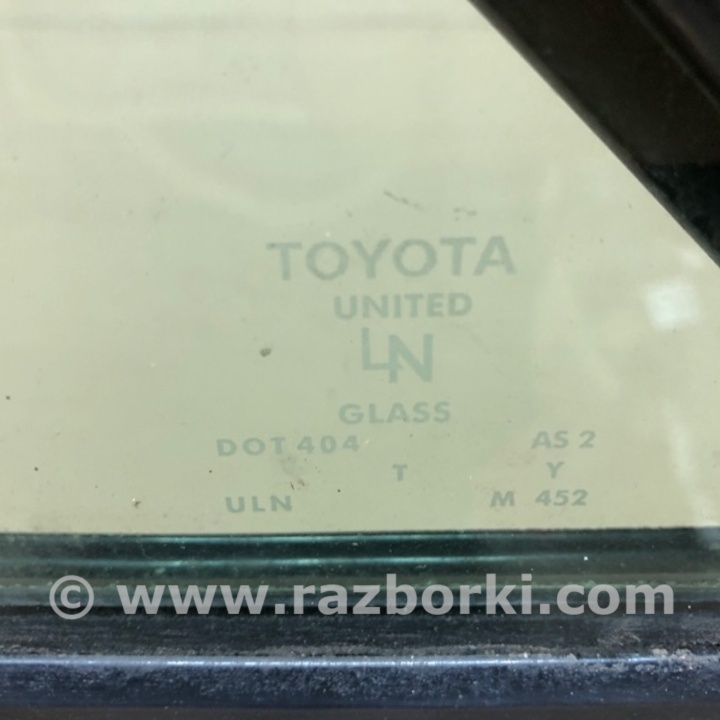 TOYOTA
UNITED
LN
GLASS
DOT 404 AS 2
T Y
ULN M 452
© www.razborki.com